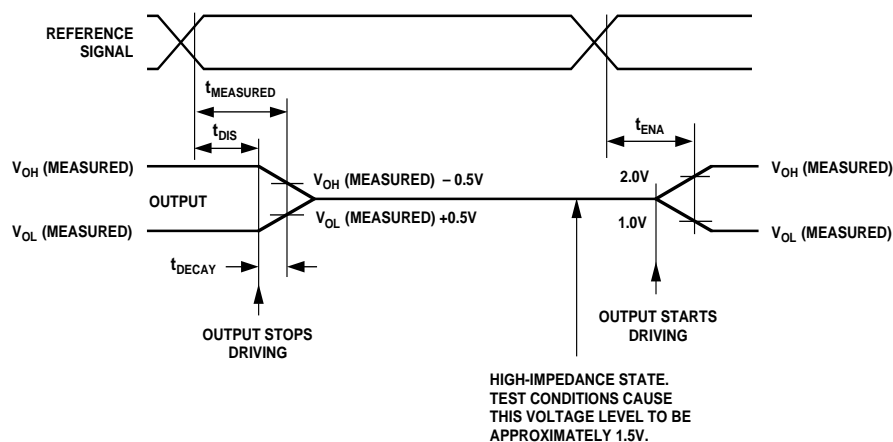 REFERENCE
SIGNAL
tMEASURED
tDIS
tENA
VOH (MEASURED)
VOH (MEASURED) – 0.5V
2.0V
VOH (MEASURED)
OUTPUT
VOL (MEASURED) +0.5V
1.0V
VOL (MEASURED)
VOL (MEASURED)
tDECAY
OUTPUT STOPS
DRIVING
OUTPUT STARTS
DRIVING
HIGH-IMPEDANCE STATE.
TEST CONDITIONS CAUSE
THIS VOLTAGE LEVEL TO BE
APPROXIMATELY 1.5V.